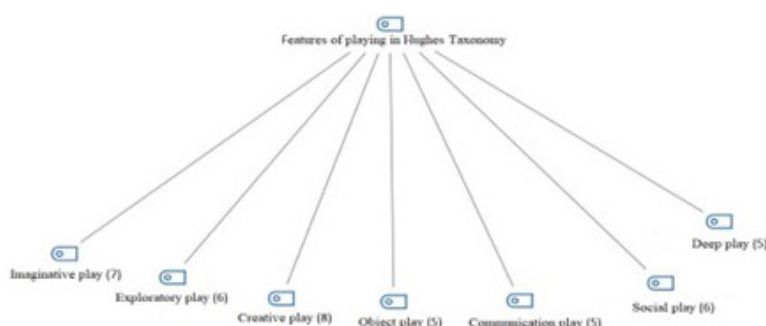 Features of playing in Hughes Taxonomy
Deep play (5)
Imaginative play (7)
Exploratory play (6)
Creative play (8)
Object play (5)
Communication play (5)
Social play (6)